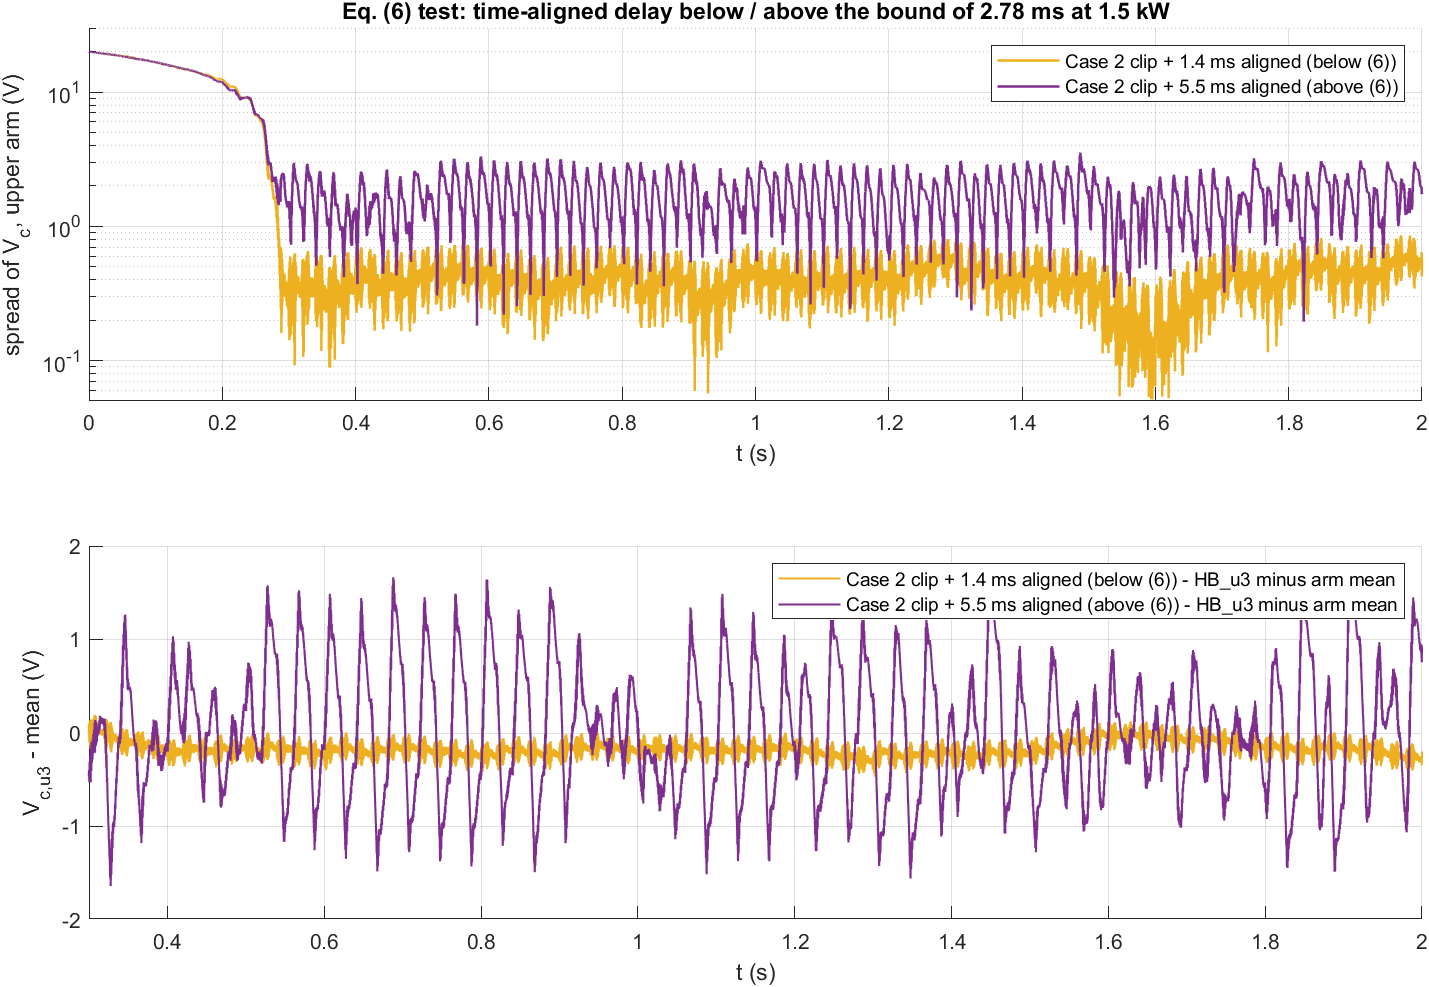 Eq. (6) test: time-aligned delay below / above the bound of 2.78 ms at 1.5 kW
Case 2 clip + 1.4 ms aligned (below (6))
Case 2 clip + 5.5 ms aligned (above (6))
spread of V_c, upper arm (V)
10^1
10^0
10^-1
0 0.2 0.4 0.6 0.8 1 1.2 1.4 1.6 1.8 2
t (s)
Case 2 clip + 1.4 ms aligned (below (6)) - HB_u3 minus arm mean
Case 2 clip + 5.5 ms aligned (above (6)) - HB_u3 minus arm mean
V_c,u3 - mean (V)
2
1
0
-1
-2
0.4 0.6 0.8 1 1.2 1.4 1.6 1.8 2
t (s)